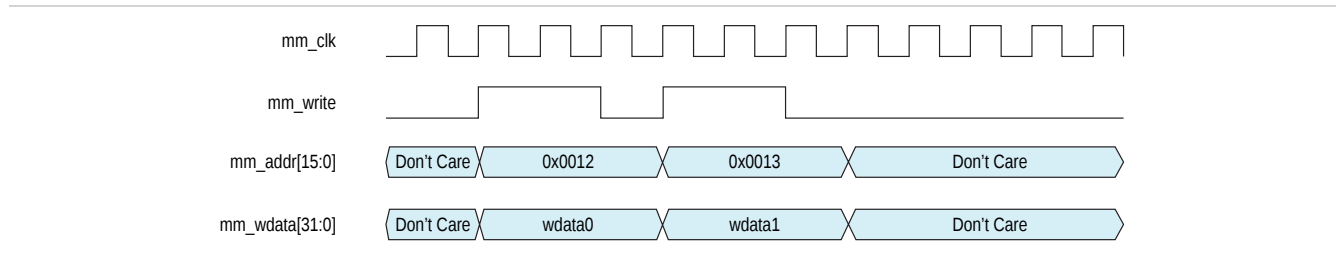 mm_clk
mm_write
mm_addr[15:0] Don't Care 0x0012 0x0013 Don't Care
mm_wdata[31:0] Don't Care wdata0 wdata1 Don't Care